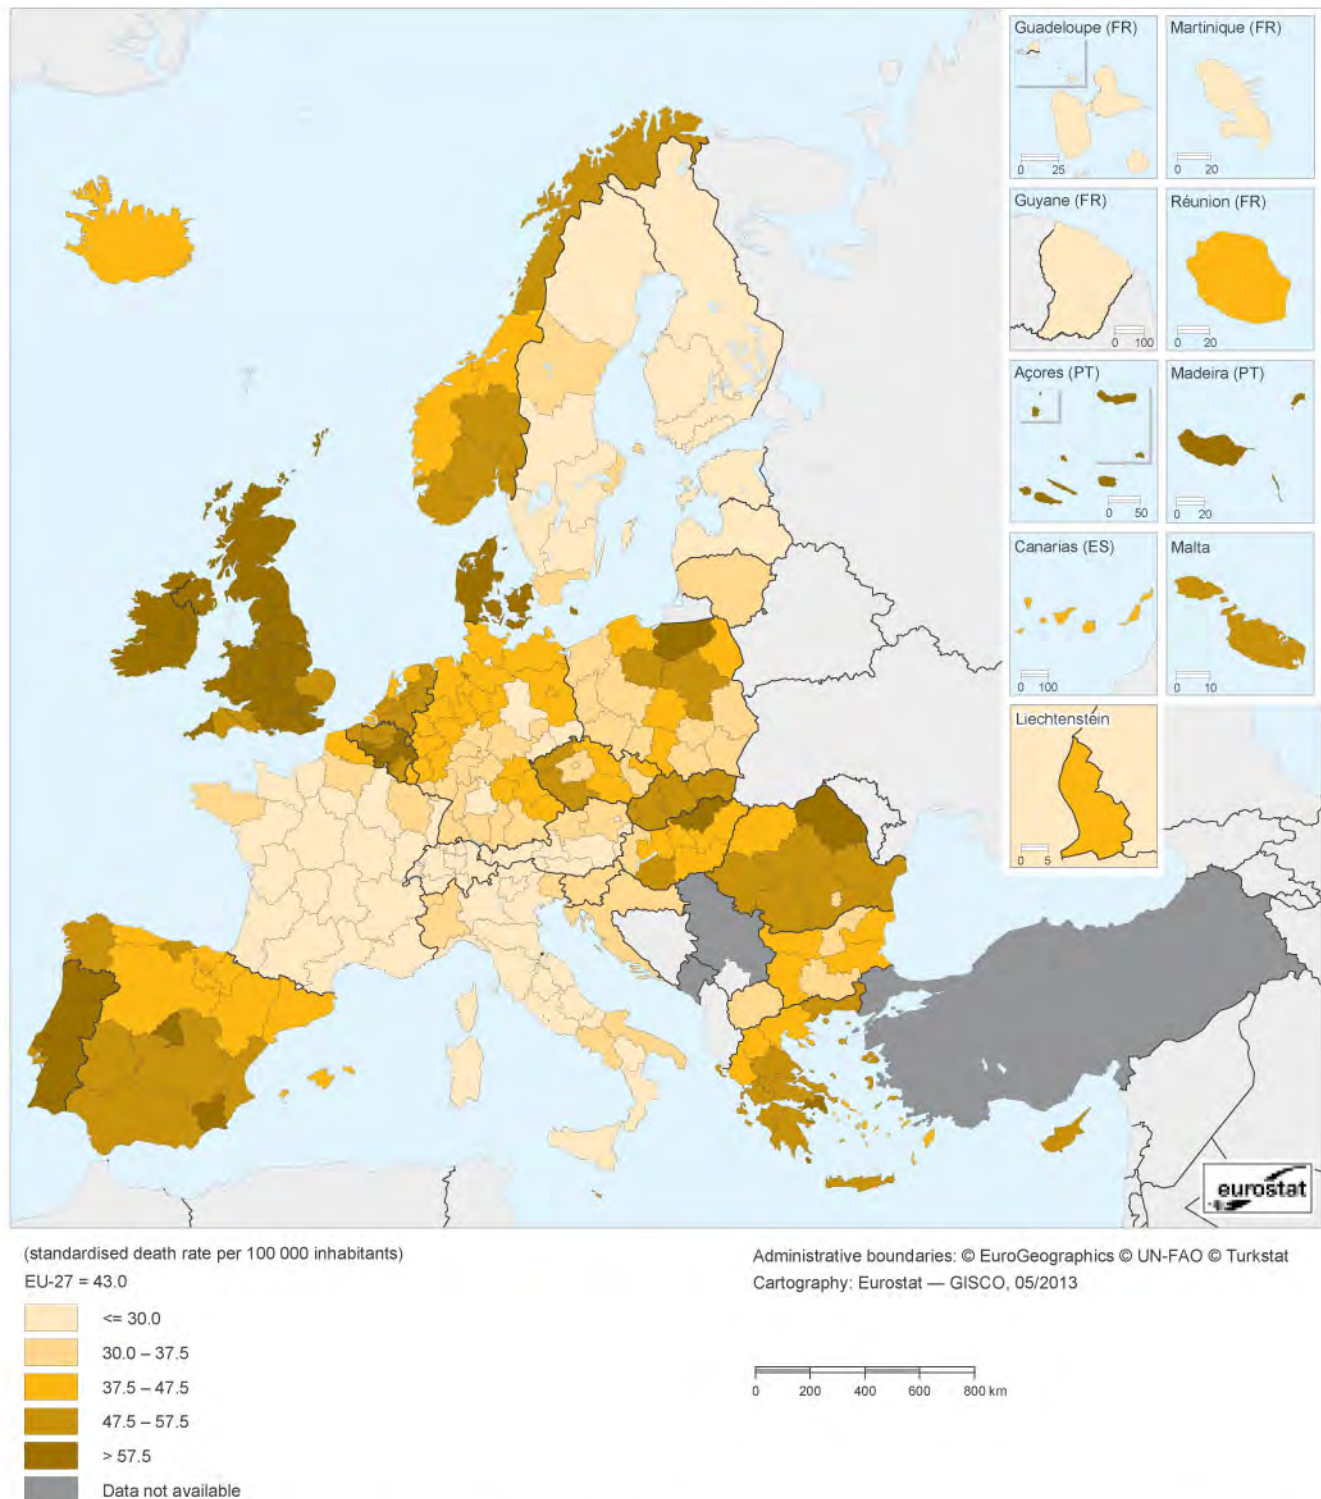 Guadeloupe (FR)
0 25
Martinique (FR)
0 20
Guyane (FR)
0 100
Réunion (FR)
0 20
Açores (PT)
0 50
Madeira (PT)
0 20
Canarias (ES)
0 100
Malta
0 10
Liechtenstein
0 5
eurostat
(standardised death rate per 100 000 inhabitants)
EU-27 = 43.0
<= 30.0
30.0 – 37.5
37.5 – 47.5
47.5 – 57.5
> 57.5
Data not available
Administrative boundaries: © EuroGeographics © UN-FAO © Turkstat
Cartography: Eurostat — GISCO, 05/2013
0 200 400 600 800 km